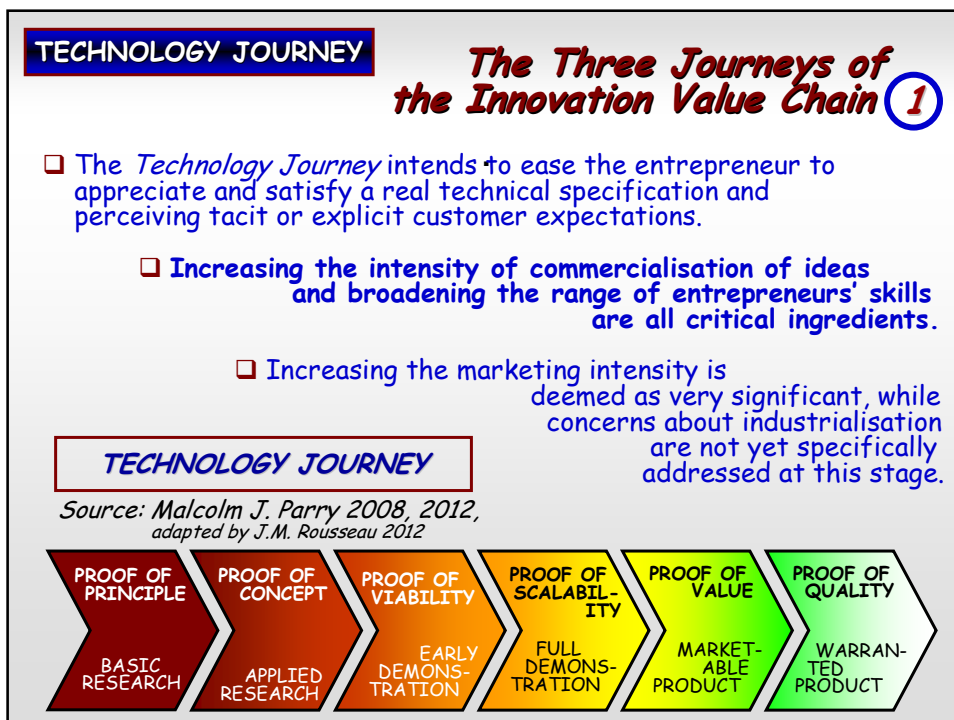 TECHNOLOGY JOURNEY
The Three Journeys of
the Innovation Value Chain 1
The Technology Journey intends to ease the entrepreneur to
appreciate and satisfy a real technical specification and
perceiving tacit or explicit customer expectations.
Increasing the intensity of commercialisation of ideas
and broadening the range of entrepreneurs' skills
are all critical ingredients.
Increasing the marketing intensity is
deemed as very significant, while
concerns about industrialisation
are not yet specifically
addressed at this stage.
TECHNOLOGY JOURNEY
Source: Malcolm J. Parry 2008, 2012,
adapted by J.M. Rousseau 2012
PROOF OF
PRINCIPLE
BASIC
RESEARCH
PROOF OF
CONCEPT
APPLIED
RESEARCH
PROOF OF
VIABILITY
EARLY
DEMONS-
TRATION
PROOF OF
SCALABIL-
ITY
FULL
DEMONS-
TRATION
PROOF OF
VALUE
MARKET-
ABLE
PRODUCT
PROOF OF
QUALITY
WARRAN-
TED
PRODUCT